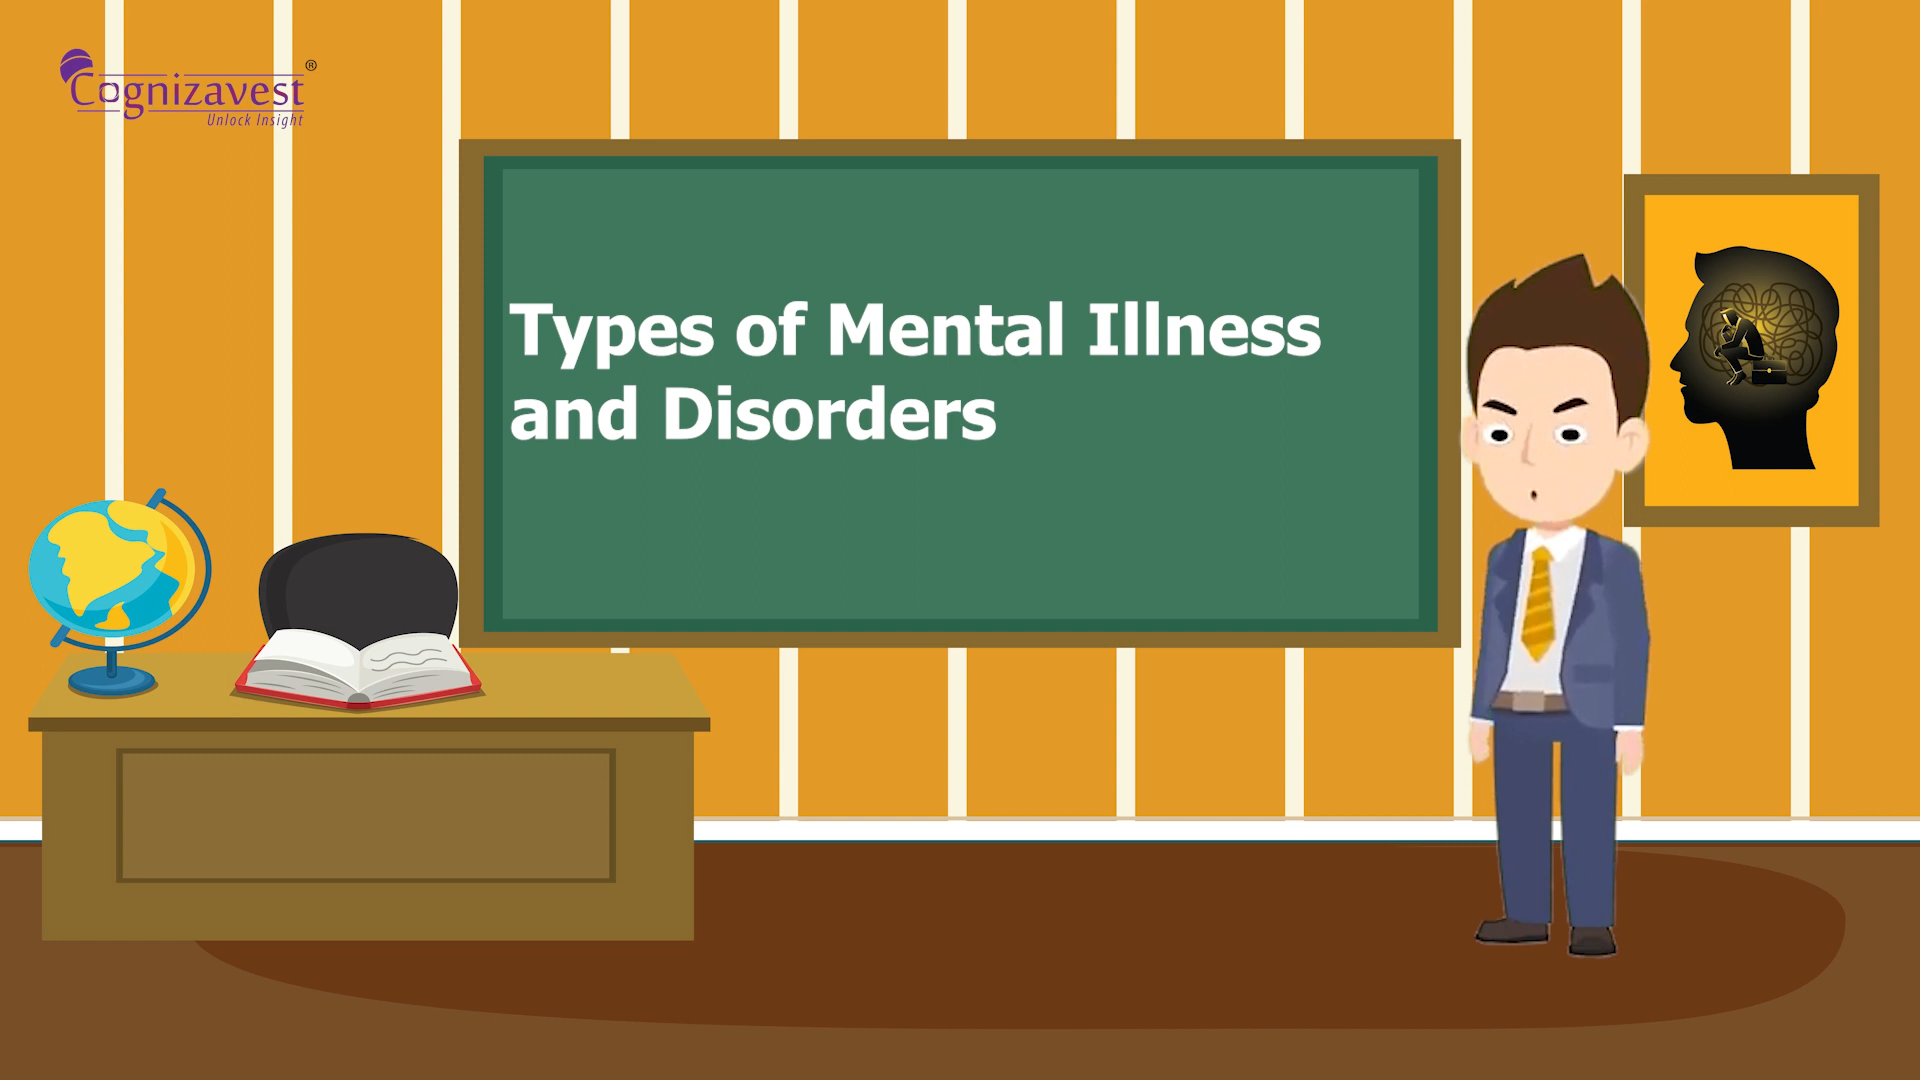 Cognizavest®
Unlock Insight
Types of Mental Illness
and Disorders